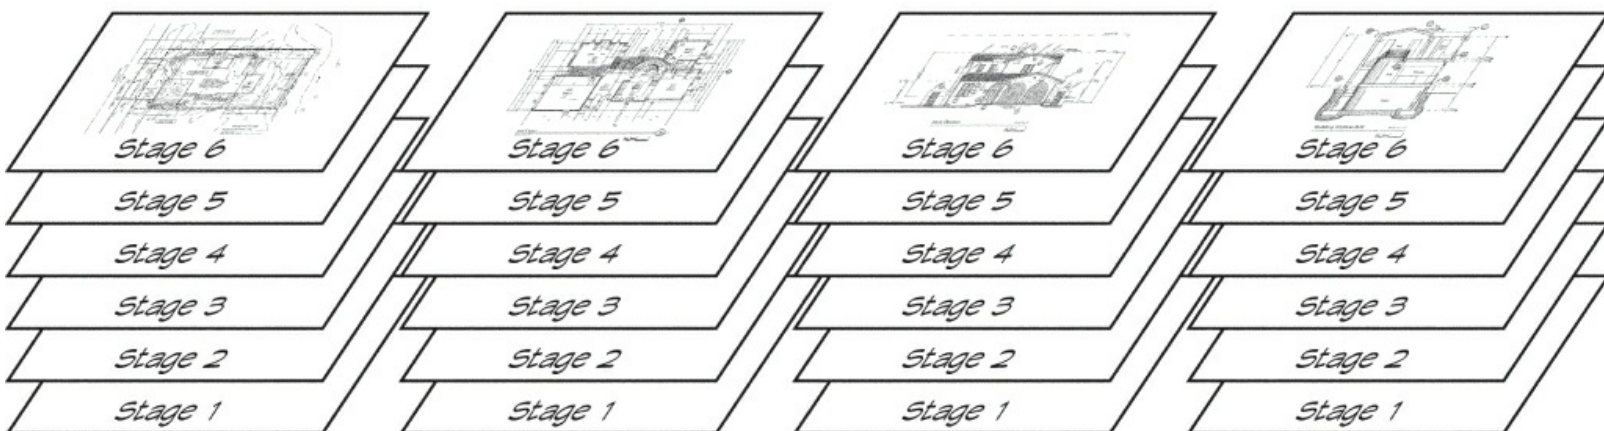 Stage 6 Stage 6 Stage 6 Stage 6
Stage 5 Stage 5 Stage 5 Stage 5
Stage 4 Stage 4 Stage 4 Stage 4
Stage 3 Stage 3 Stage 3 Stage 3
Stage 2 Stage 2 Stage 2 Stage 2
Stage 1 Stage 1 Stage 1 Stage 1